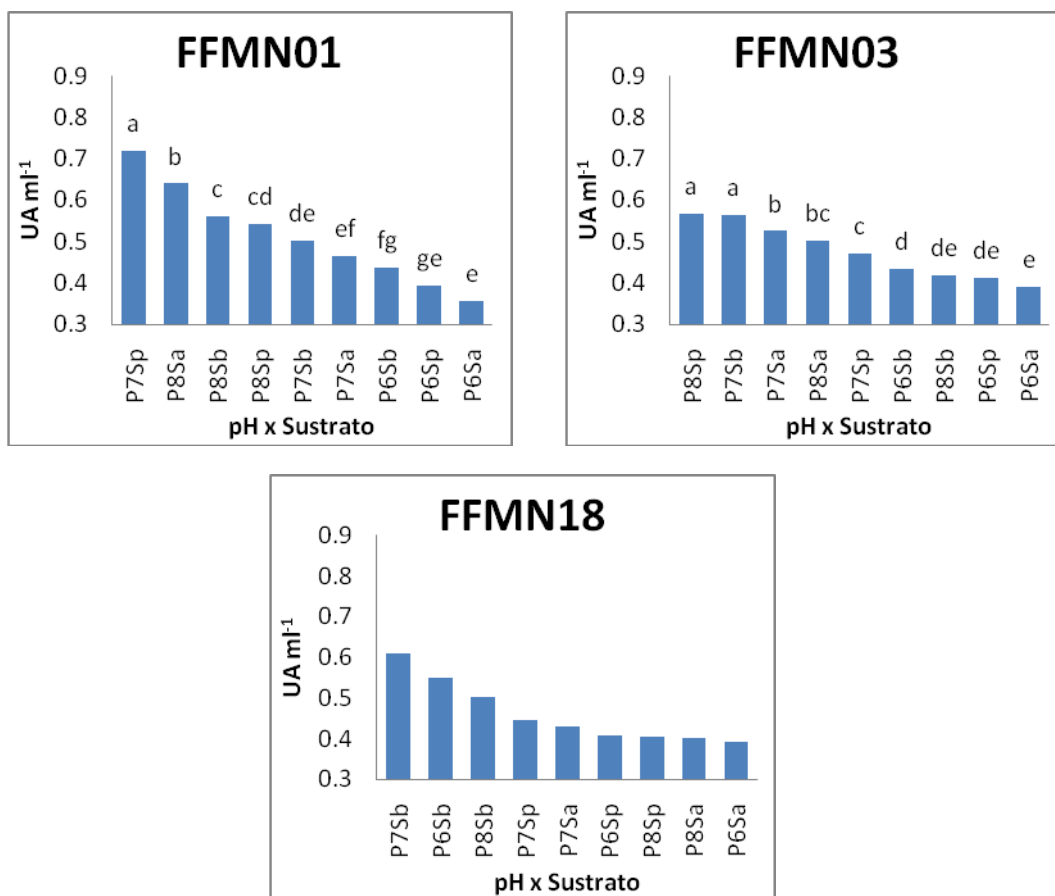 FFMN01
0.9
0.8
0.7
0.6
0.5
0.4
0.3
UA ml-1
a
b
c
cd
de
ef
fg
ge
e
P7Sp
P8Sa
P8Sb
P8Sp
P7Sb
P7Sa
P6Sb
P6Sp
P6Sa
pH x Sustrato
FFMN03
0.9
0.8
0.7
0.6
0.5
0.4
0.3
UA ml-1
a
a
b
bc
c
d
de
de
e
P8Sp
P7Sb
P7Sa
P8Sa
P7Sp
P6Sb
P8Sb
P6Sp
P6Sa
pH x Sustrato
FFMN18
0.9
0.8
0.7
0.6
0.5
0.4
0.3
UA ml-1
P7Sb
P6Sb
P8Sb
P7Sp
P7Sa
P6Sp
P8Sp
P8Sa
P6Sa
pH x Sustrato